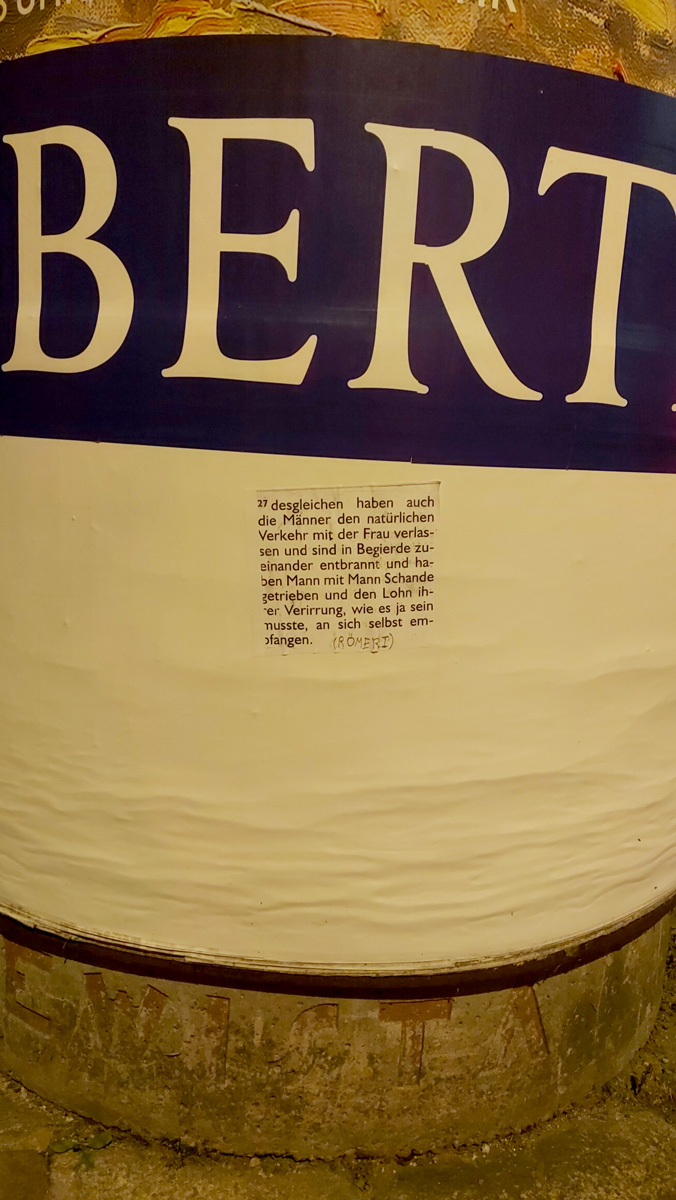 BERT
27 desgleichen haben auch
die Männer den natürlichen
Verkehr mit der Frau verlas-
sen und sind in Begierde zu-
einander entbrannt und ha-
ben Mann mit Mann Schande
getrieben und den Lohn ih-
rer Verirrung, wie es ja sein
musste, an sich selbst em-
pfangen. (RÖMER 1)
EWISTA